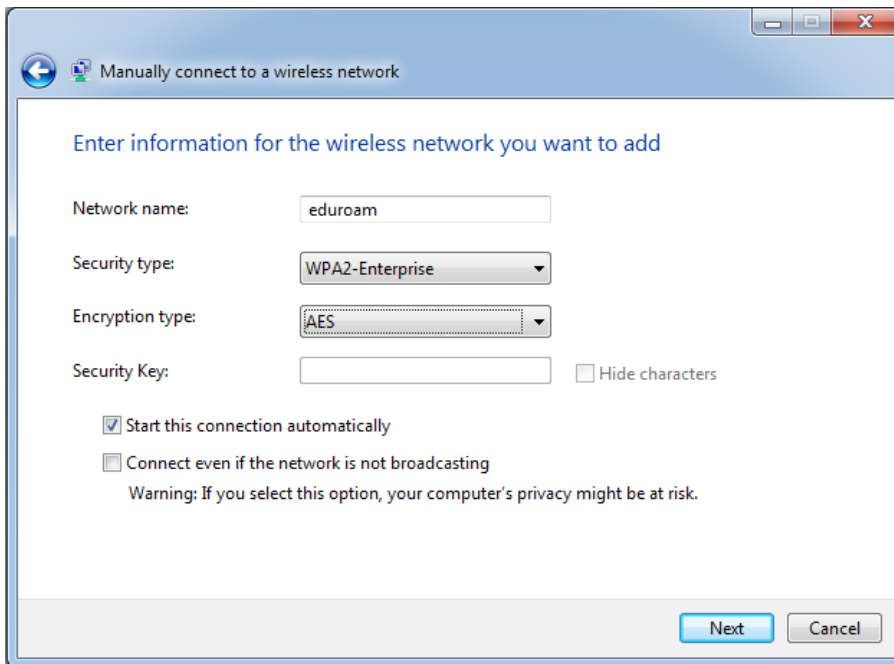 Manually connect to a wireless network
Enter information for the wireless network you want to add
Network name: eduroam
Security type: WPA2-Enterprise
Encryption type: AES
Security Key: Hide characters
Start this connection automatically
Connect even if the network is not broadcasting
Warning: If you select this option, your computer's privacy might be at risk.
Next Cancel